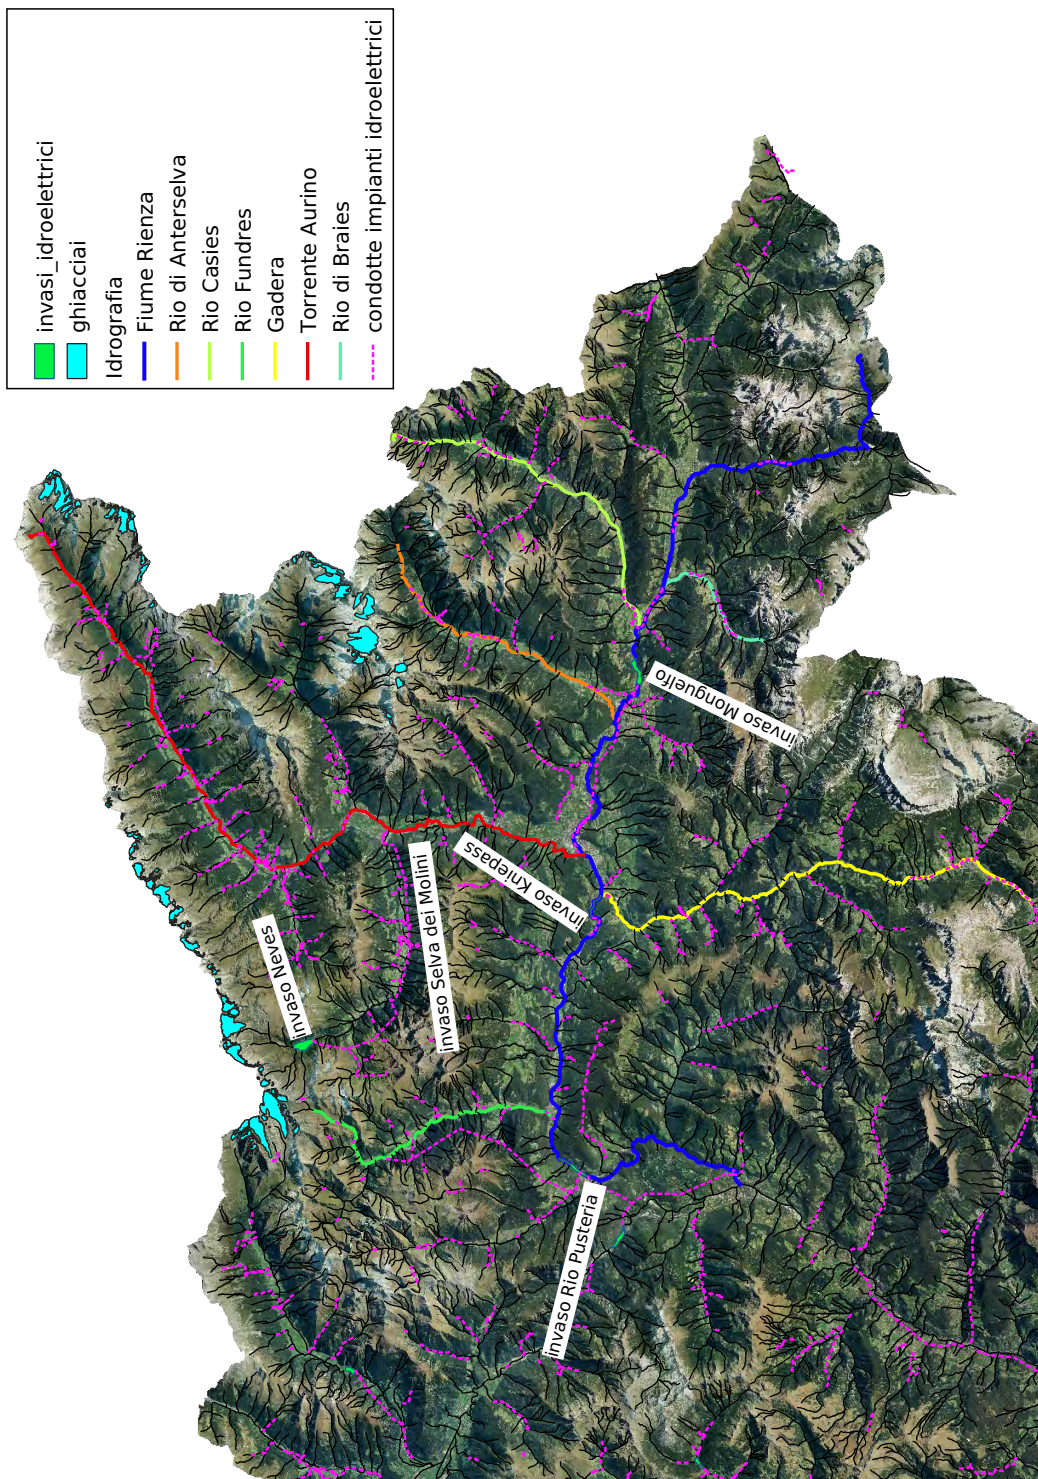 invasi_idroelettrici
ghiacciai
Idrografia
Fiume Rienza
Rio di Anterselva
Rio Casies
Rio Fundres
Gadera
Torrente Aurino
Rio di Braies
condotte impianti idroelettrici
invaso Neves
invaso Selva dei Molini
invaso Kniepass
invaso Monguelfo
invaso Rio Pusteria